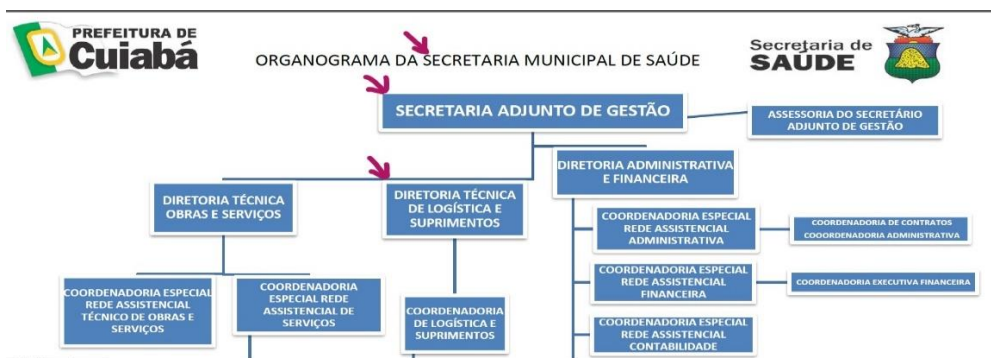 PREFEITURA DE
Cuiabá
ORGANOGRAMA DA SECRETARIA MUNICIPAL DE SAÚDE
Secretaria de
SAÚDE
SECRETARIA ADJUNTO DE GESTÃO
ASSESSORIA DO SECRETÁRIO
ADJUNTO DE GESTÃO
DIRETORIA TÉCNICA
OBRAS E SERVIÇOS
DIRETORIA TÉCNICA
DE LOGÍSTICA E
SUPRIMENTOS
DIRETORIA ADMINISTRATIVA
E FINANCEIRA
COORDENADORIA ESPECIAL
REDE ASSISTENCIAL
ADMINISTRATIVA
COORDENADORIA DE CONTRATOS
COOORDENADORIA ADMINISTRATIVA
COORDENADORIA ESPECIAL
REDE ASSISTENCIAL
TÉCNICO DE OBRAS E
SERVIÇOS
COORDENADORIA
ESPECIAL REDE
ASSISTENCIAL DE
SERVIÇOS
COORDENADORIA
DE LOGÍSTICA E
SUPRIMENTOS
COORDENADORIA ESPECIAL
REDE ASSISTENCIAL
FINANCEIRA
COORDENADORIA EXECUTIVA FINANCEIRA
COORDENADORIA ESPECIAL
REDE ASSISTENCIAL
CONTABILIDADE